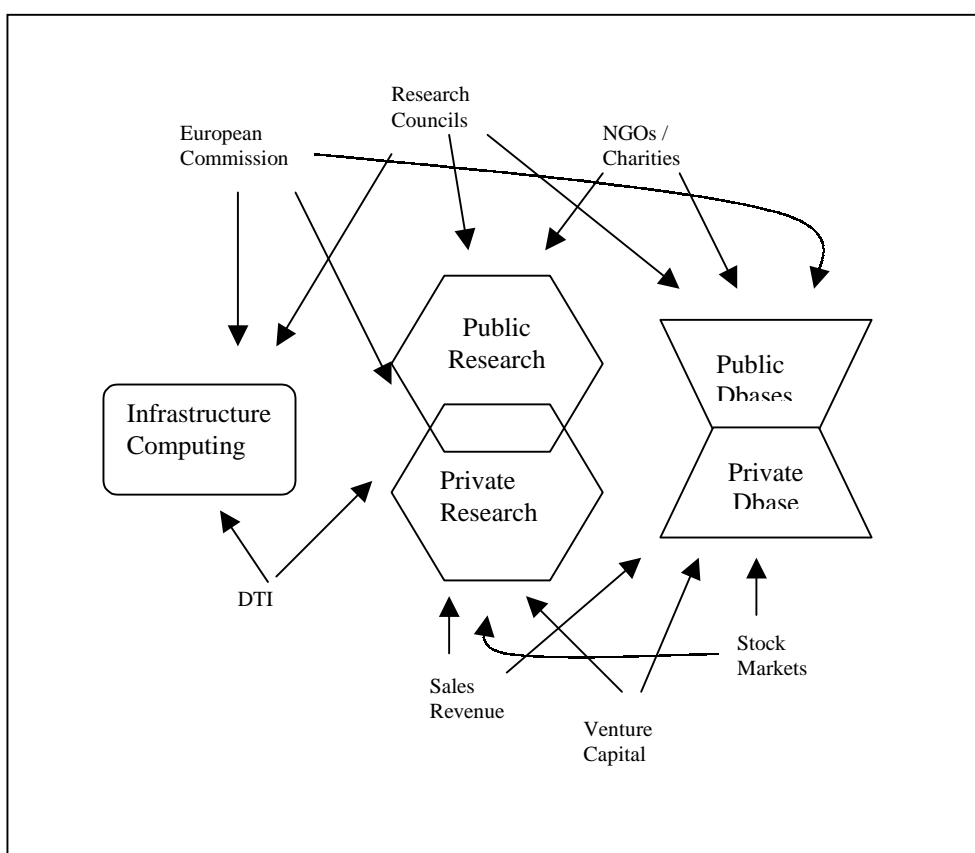 Research
Councils
European
Commission
NGOs /
Charities
Public
Research
Public
Dbases
Infrastructure
Computing
Private
Research
Private
Dbase
DTI
Sales
Revenue
Stock
Markets
Venture
Capital